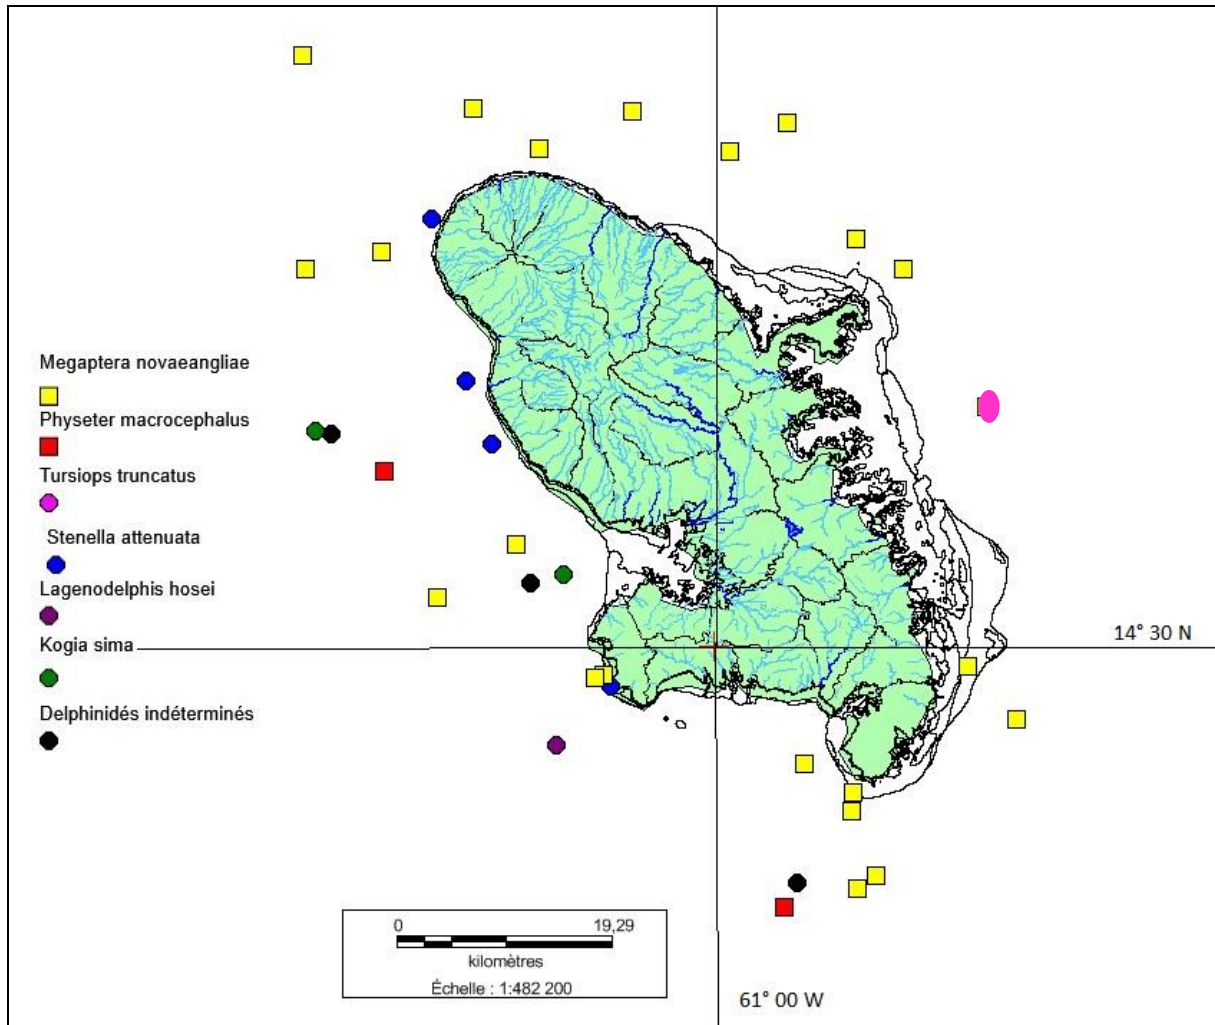 Megaptera novaeangliae
Physeter macrocephalus
Tursiops truncatus
Stenella attenuata
Lagenodelphis hosei
Kogia sima
Delphinidés indéterminés
14° 30 N
0 19,29
kilomètres
Échelle : 1:482 200
61° 00 W